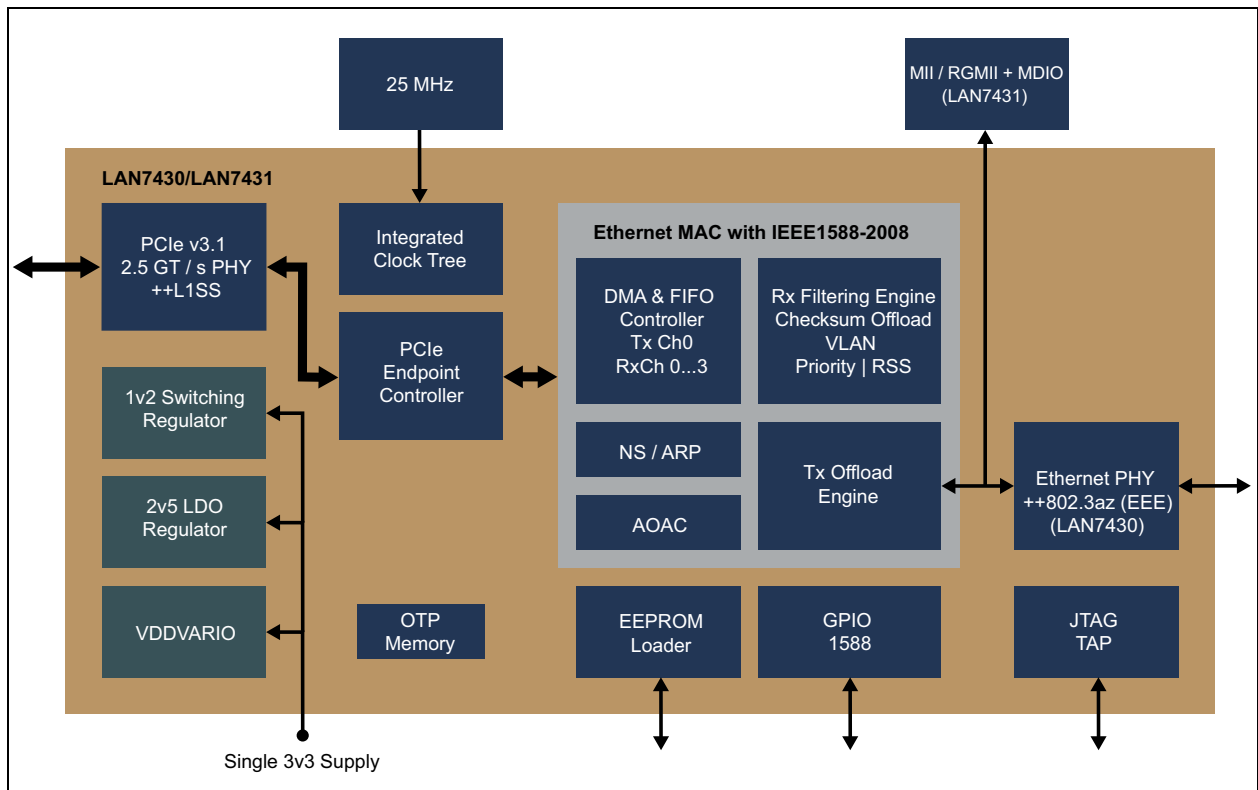 25 MHz
MII / RGMII + MDIO
(LAN7431)
LAN7430/LAN7431
PCIe v3.1
2.5 GT / s PHY
++L1SS
Integrated
Clock Tree
PCIe
Endpoint
Controller
Ethernet MAC with IEEE1588-2008
DMA & FIFO
Controller
Tx Ch0
RxCh 0...3
Rx Filtering Engine
Checksum Offload
VLAN
Priority | RSS
1v2 Switching
Regulator
NS / ARP
Tx Offload
Engine
Ethernet PHY
++802.3az (EEE)
(LAN7430)
2v5 LDO
Regulator
AOAC
VDDVARIO
OTP
Memory
EEPROM
Loader
GPIO
1588
JTAG
TAP
Single 3v3 Supply